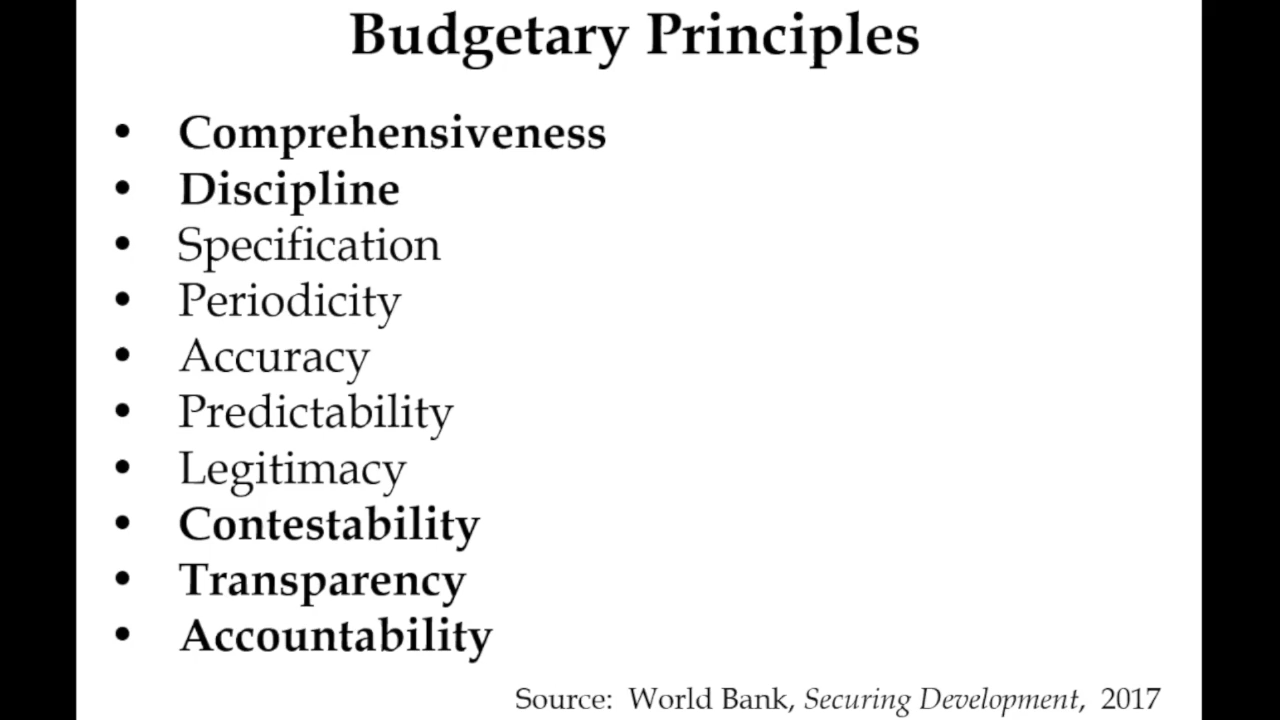 Budgetary Principles
• Comprehensiveness
• Discipline
• Specification
• Periodicity
• Accuracy
• Predictability
• Legitimacy
• Contestability
• Transparency
• Accountability
Source: World Bank, Securing Development, 2017